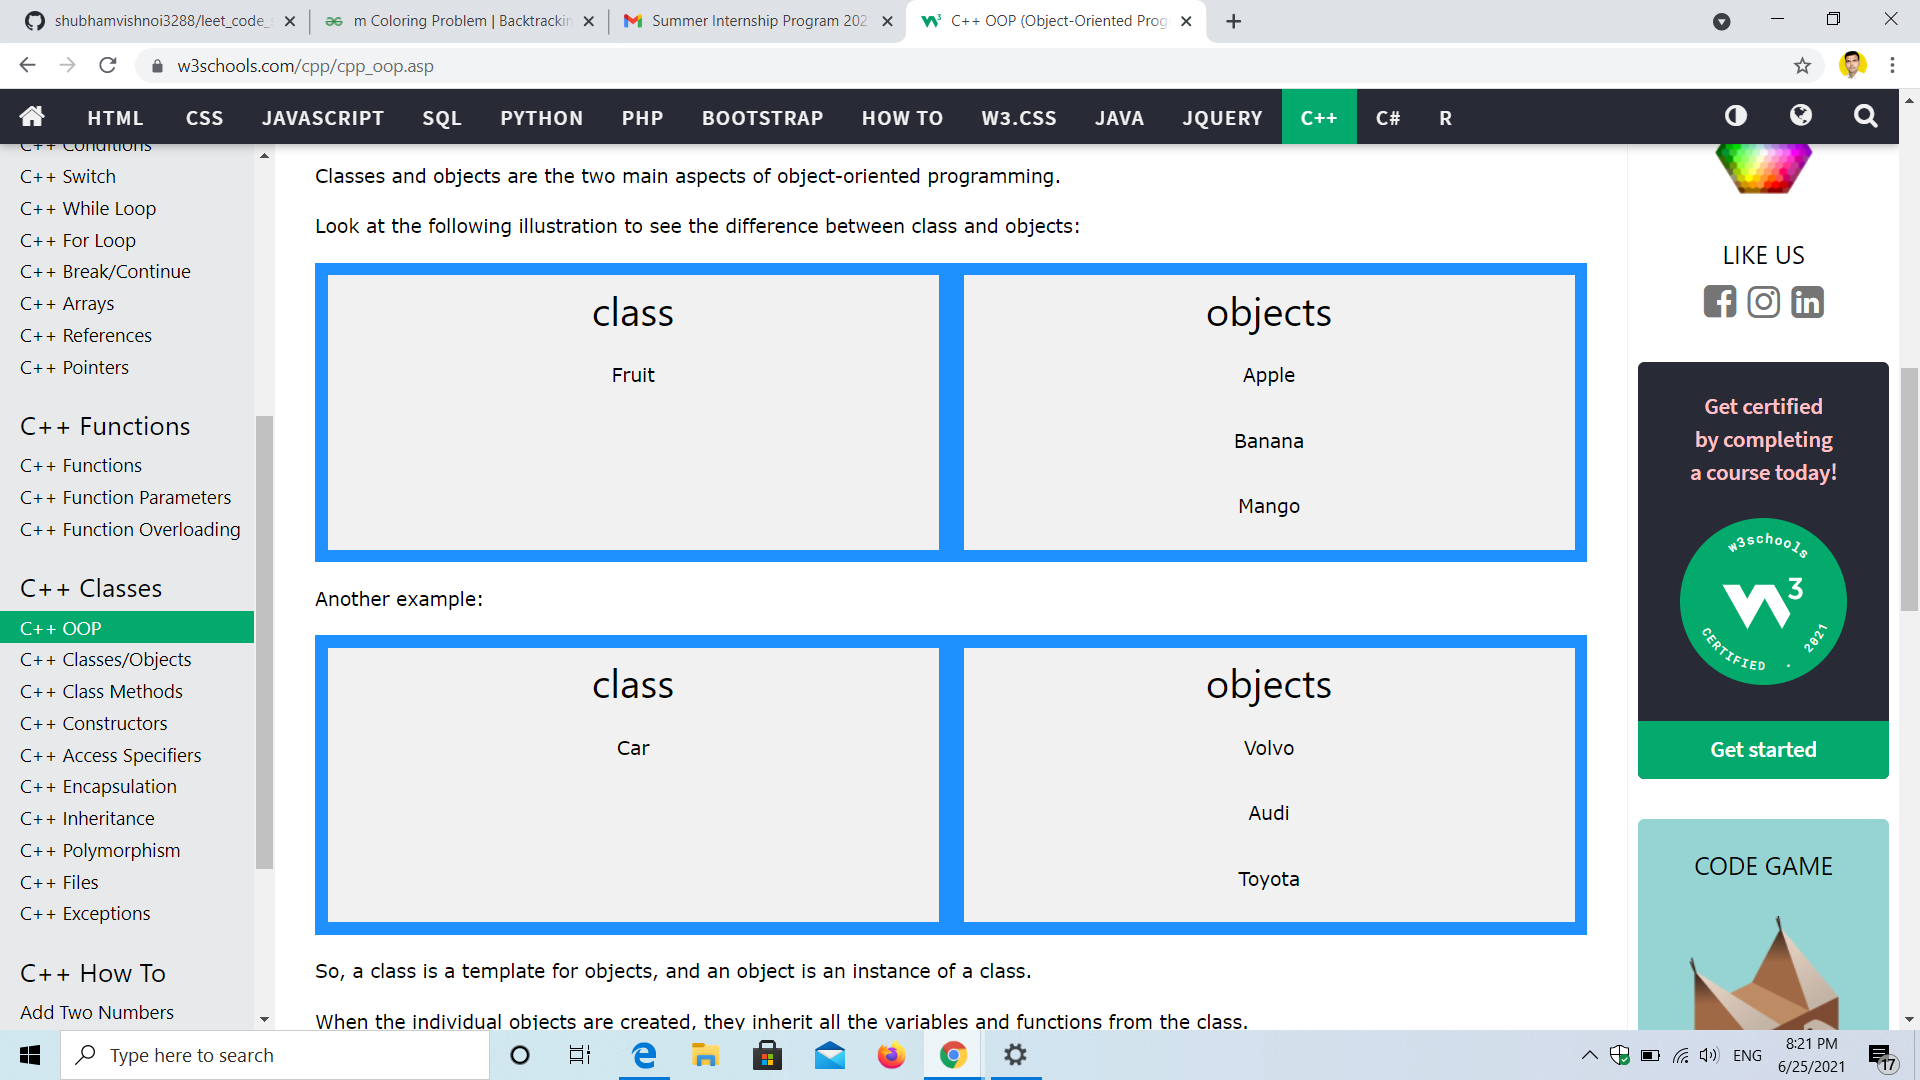 shubhamvishnoi3288/leet_code_s
m Coloring Problem | Backtrackin
Summer Internship Program 202
C++ OOP (Object-Oriented Prog
w3schools.com/cpp/cpp_oop.asp
HTML CSS JAVASCRIPT SQL PYTHON PHP BOOTSTRAP HOW TO W3.CSS JAVA JQUERY C++ C# R
C++ Conditions
C++ Switch
C++ While Loop
C++ For Loop
C++ Break/Continue
C++ Arrays
C++ References
C++ Pointers
C++ Functions
C++ Functions
C++ Function Parameters
C++ Function Overloading
C++ Classes
C++ OOP
C++ Classes/Objects
C++ Class Methods
C++ Constructors
C++ Access Specifiers
C++ Encapsulation
C++ Inheritance
C++ Polymorphism
C++ Files
C++ Exceptions
C++ How To
Add Two Numbers
Classes and objects are the two main aspects of object-oriented programming.
Look at the following illustration to see the difference between class and objects:
class
Fruit
objects
Apple
Banana
Mango
Another example:
class
Car
objects
Volvo
Audi
Toyota
So, a class is a template for objects, and an object is an instance of a class.
When the individual objects are created, they inherit all the variables and functions from the class.
LIKE US
Get certified
by completing
a course today!
w3schools
W3
CERTIFIED . 2021
Get started
CODE GAME
Type here to search
ENG
8:21 PM
6/25/2021
17